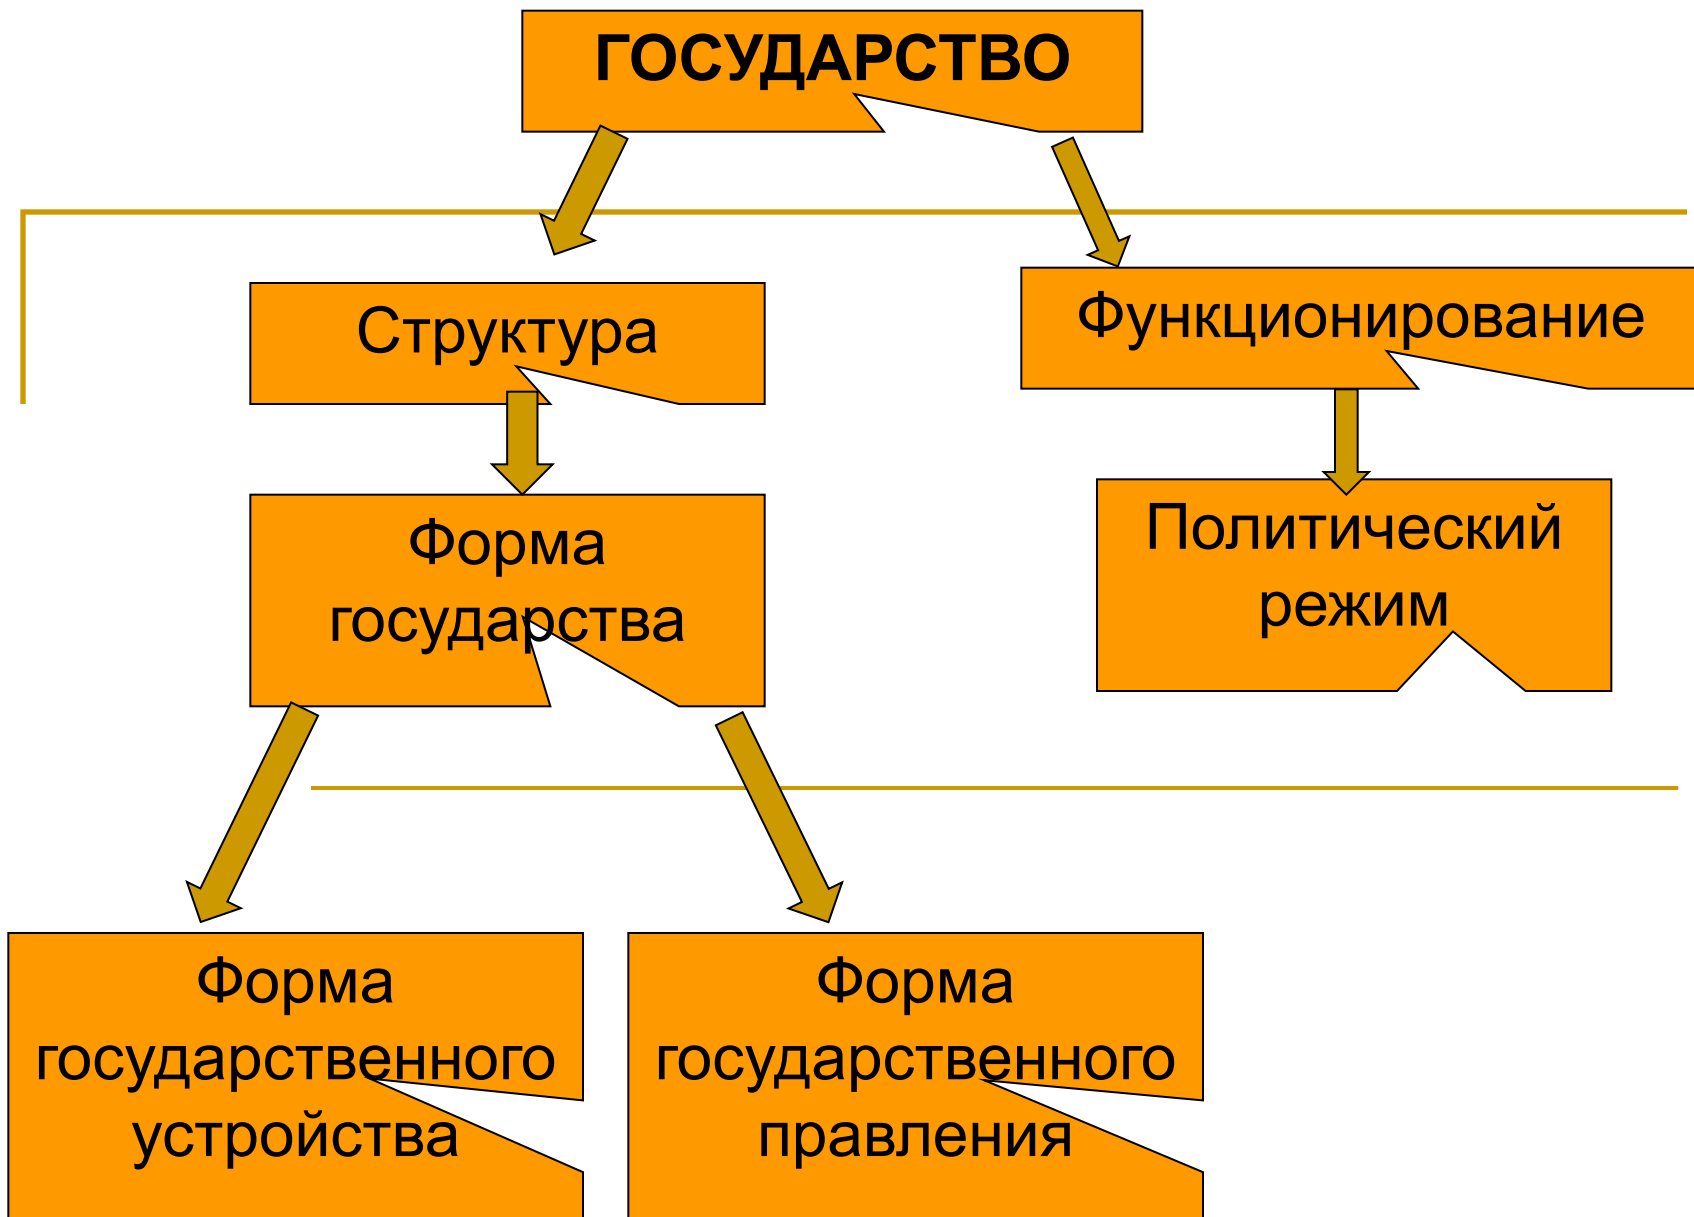 ГОСУДАРСТВО
Структура
Функционирование
Форма
государства
Политический
режим
Форма
государственного
устройства
Форма
государственного
правления